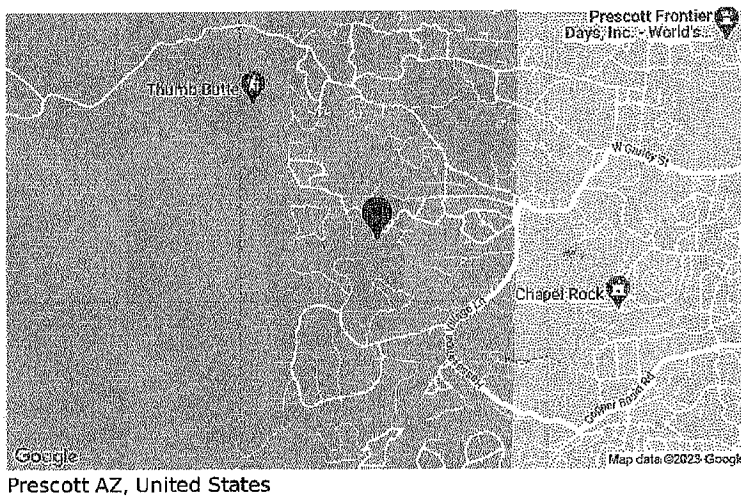 Prescott Frontier
Days, Inc. - World's...
Thumb Butte
W Gurley St
Chapel Rock
Copper Basin Rd
Google
Map data ©2023 Google
Prescott AZ, United States